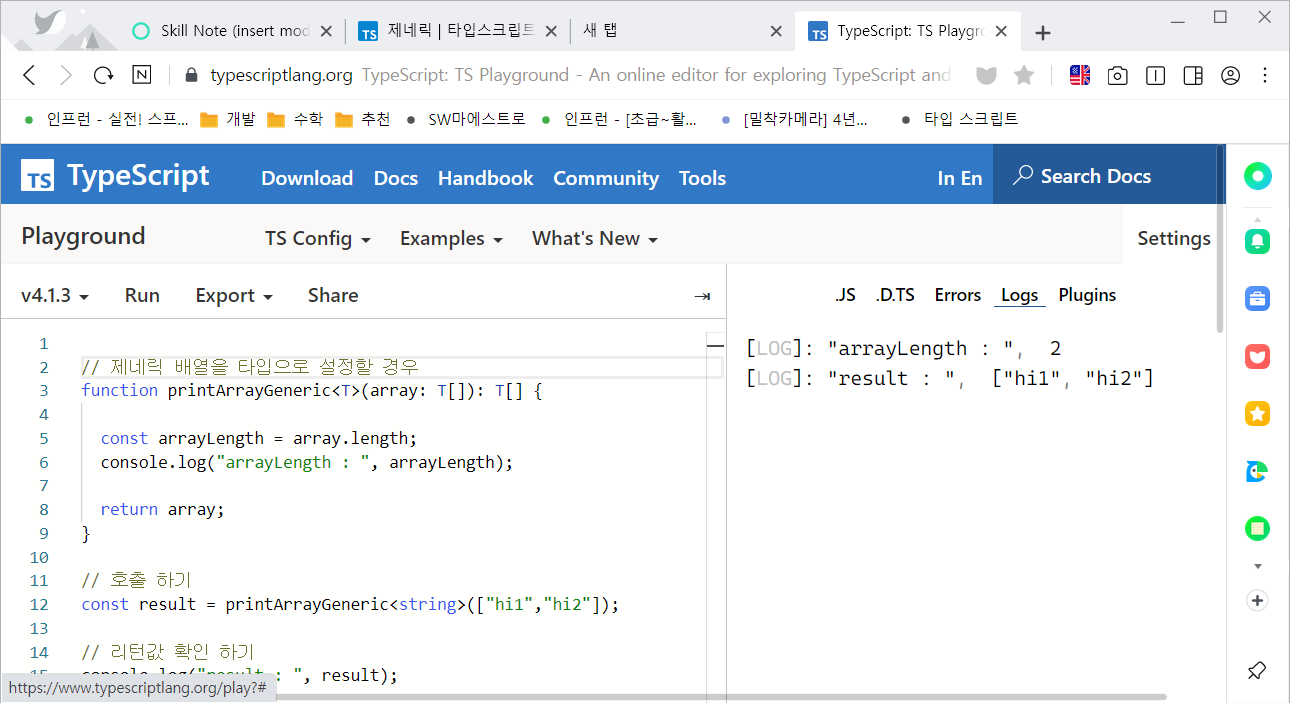 Skill Note (insert mod
제네릭 | 타입스크립트
새 탭
TypeScript: TS Playgro
typescriptlang.org TypeScript: TS Playground - An online editor for exploring TypeScript and
인프런 - 실전! 스프... 개발 수학 추천 SW마에스트로 인프런 - [초급~활... [밀착카메라] 4년... 타입 스크립트
TS TypeScript Download Docs Handbook Community Tools In En Search Docs
Playground TS Config Examples What's New Settings
v4.1.3 Run Export Share
.JS .D.TS Errors Logs Plugins
1
2 // 제네릭 배열을 타입으로 설정할 경우
3 function printArrayGeneric<T>(array: T[]): T[] {
4
5 const arrayLength = array.length;
6 console.log("arrayLength : ", arrayLength);
7
8 return array;
9 }
10
11 // 호출 하기
12 const result = printArrayGeneric<string>(["hi1","hi2"]);
13
14 // 리턴값 확인 하기
15 console.log("result : ", result);
[LOG]: "arrayLength : ", 2
[LOG]: "result : ", ["hi1", "hi2"]
https://www.typescriptlang.org/play?#